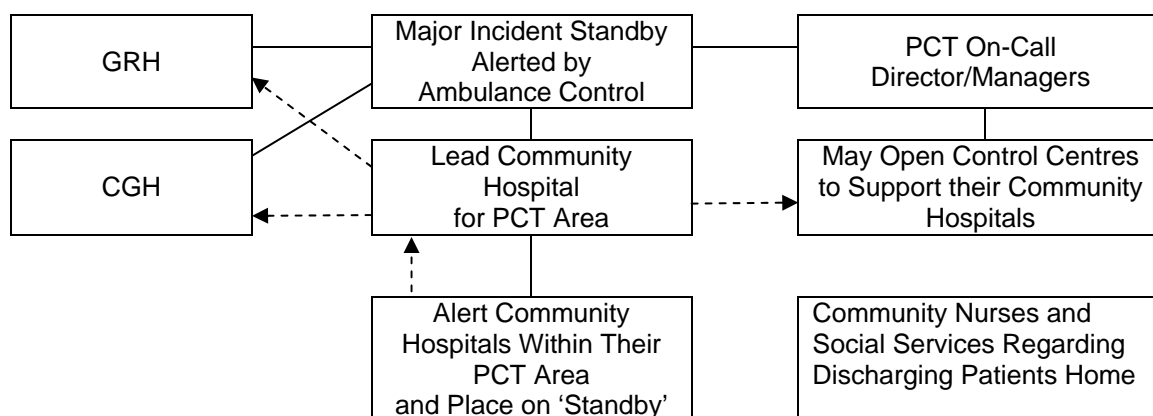 GRH
Major Incident Standby
Alerted by
Ambulance Control
PCT On-Call
Director/Managers
CGH
Lead Community
Hospital
for PCT Area
May Open Control Centres
to Support their Community
Hospitals
Alert Community
Hospitals Within Their
PCT Area
and Place on ‘Standby’
Community Nurses and
Social Services Regarding
Discharging Patients Home